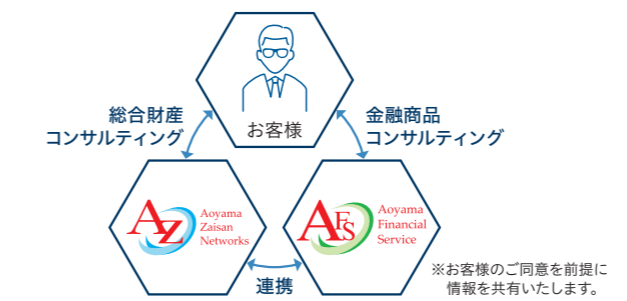 お客様
総合財産
コンサルティング
金融商品
コンサルティング
AZ
Aoyama
Zaisan
Networks
AFS
Aoyama
Financial
Service
連携
※お客様のご同意を前提に
情報を共有いたします。